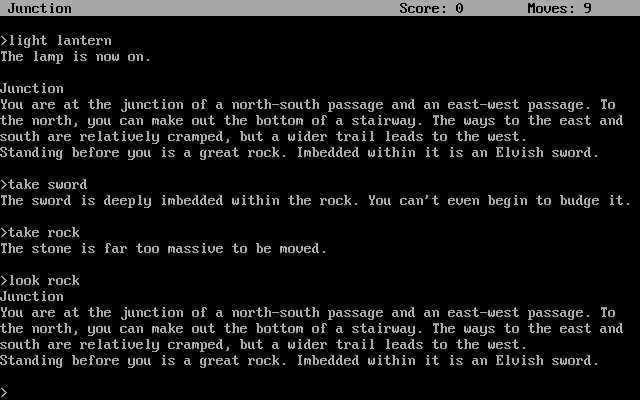 Junction Score: 0 Moves: 9
>light lantern
The lamp is now on.
Junction
You are at the junction of a north-south passage and an east-west passage. To
the north, you can make out the bottom of a stairway. The ways to the east and
south are relatively cramped, but a wider trail leads to the west.
Standing before you is a great rock. Imbedded within it is an Elvish sword.
>take sword
The sword is deeply imbedded within the rock. You can't even begin to budge it.
>take rock
The stone is far too massive to be moved.
>look rock
Junction
You are at the junction of a north-south passage and an east-west passage. To
the north, you can make out the bottom of a stairway. The ways to the east and
south are relatively cramped, but a wider trail leads to the west.
Standing before you is a great rock. Imbedded within it is an Elvish sword.
>